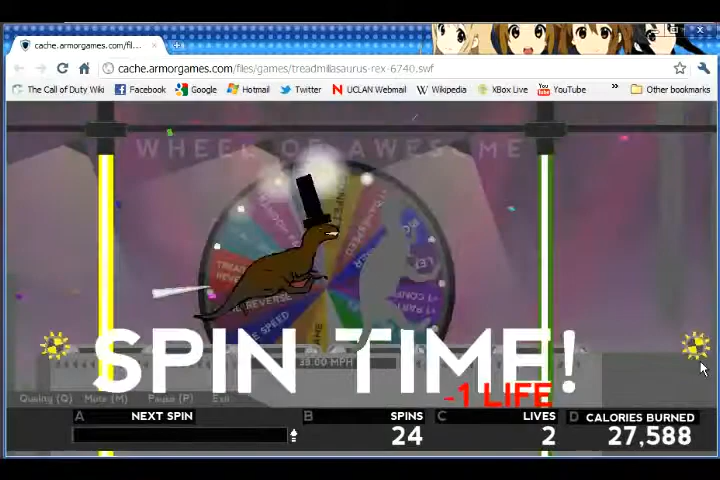 cache.armorgames.com/fil...
cache.armorgames.com/files/games/treadmillasaurus-rex-6740.swf
The Call of Duty Wiki Facebook Google Hotmail Twitter UCLAN Webmail Wikipedia XBox Live YouTube » Other bookmarks
WHEEL OF AWESOME
REVERSE
SPEED
SPIN TIME!
-1 LIFE
Quality (Q) Mute (M) Pause (P) Exit
A NEXT SPIN B SPINS C LIVES D CALORIES BURNED
24 2 27,588